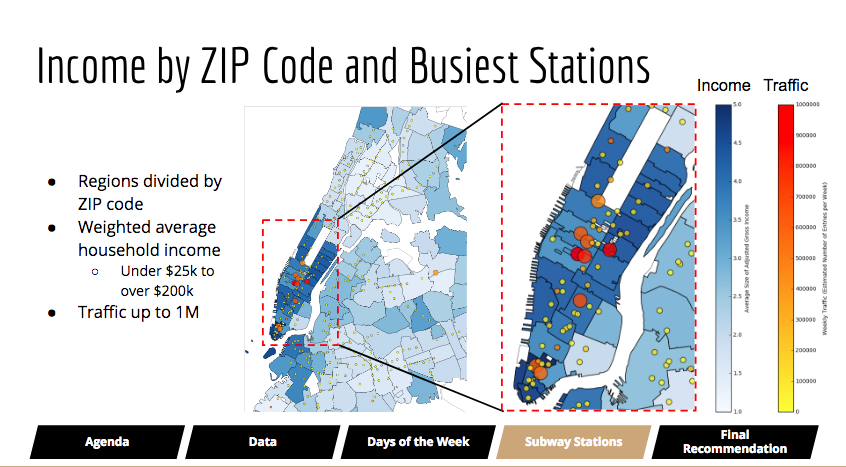 Income by ZIP Code and Busiest Stations
Income Traffic
● Regions divided by
ZIP code
● Weighted average
household income
○ Under $25k to
over $200k
● Traffic up to 1M
5.0
4.5
4.0
3.5
3.0
2.5
2.0
1.5
1.0
Average Size of Adjusted Gross Income
1000000
900000
800000
700000
600000
500000
400000
300000
200000
100000
0
Weekly Traffic (Estimated Number of Entries per Week)
Agenda
Data
Days of the Week
Subway Stations
Final
Recommendation